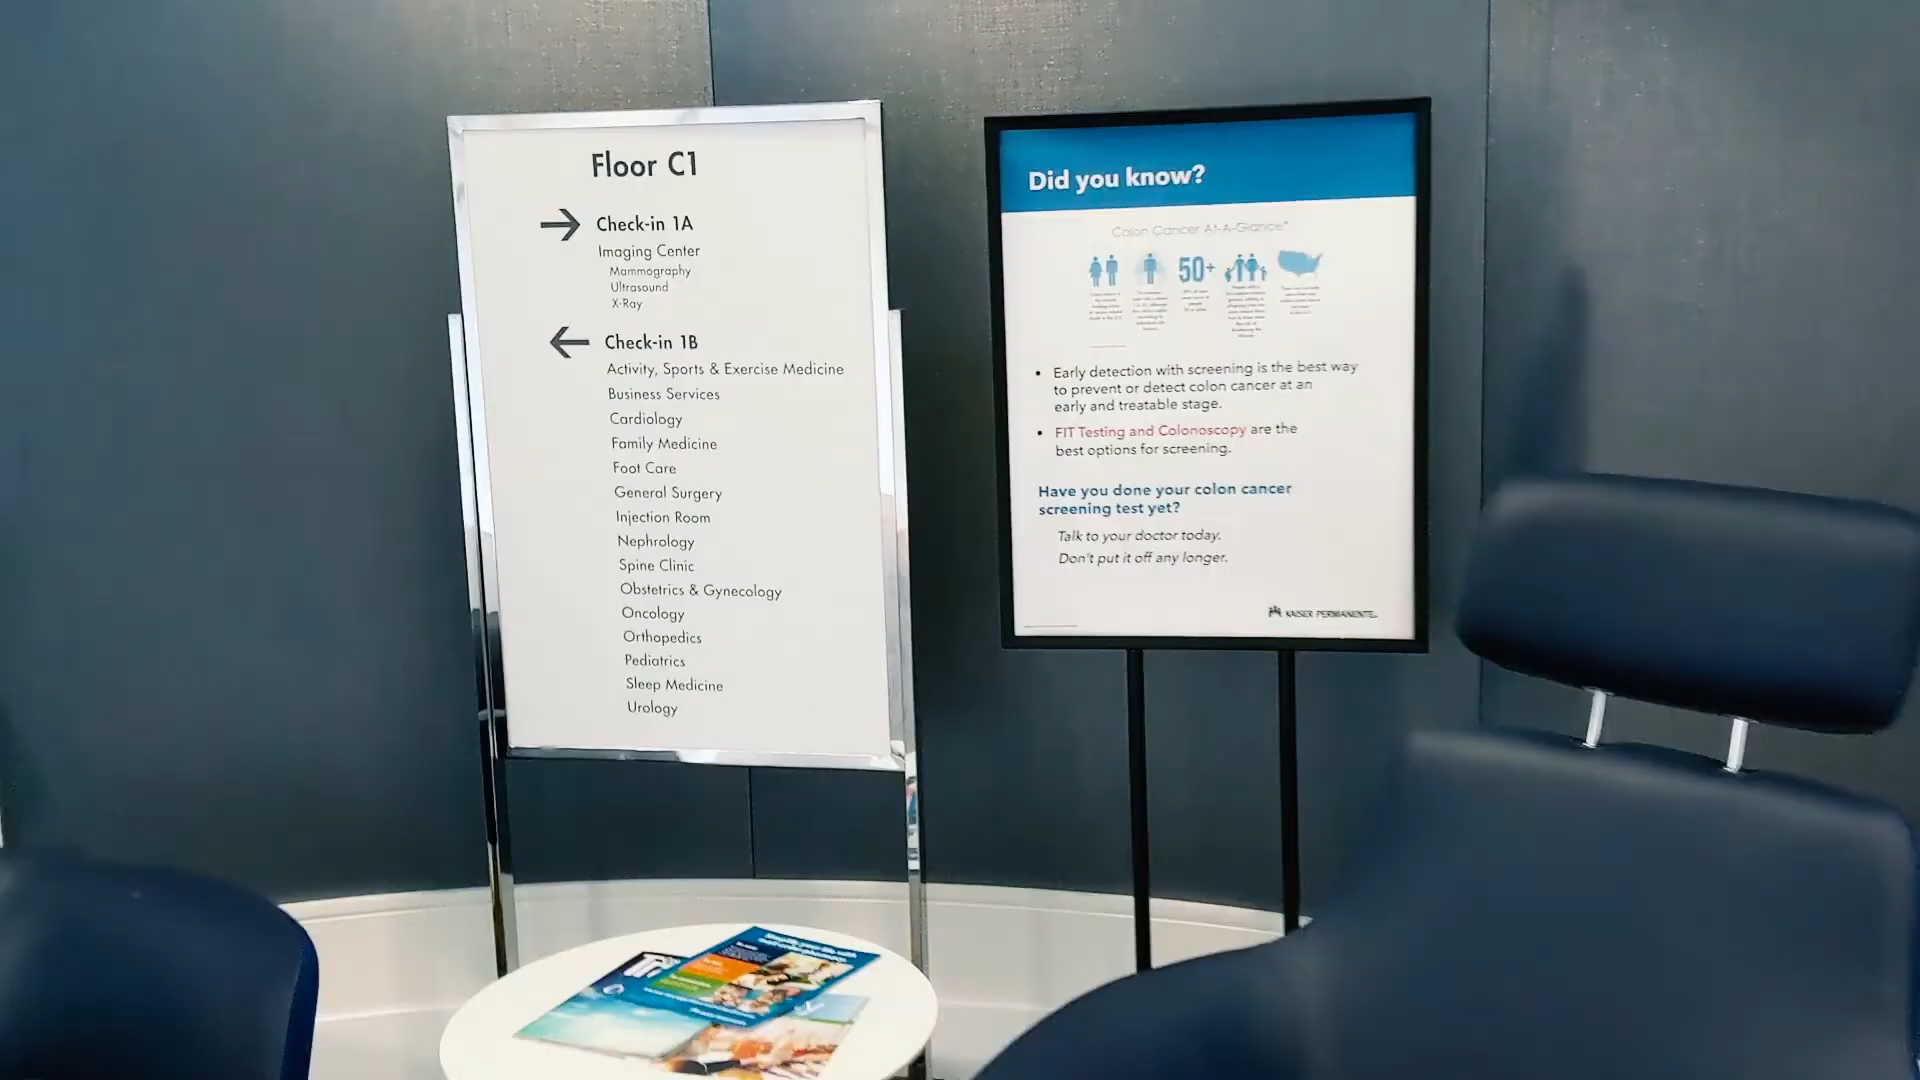 Floor C1
Check-in 1A
Imaging Center
Mammography
Ultrasound
X-Ray
Check-in 1B
Activity, Sports & Exercise Medicine
Business Services
Cardiology
Family Medicine
Foot Care
General Surgery
Injection Room
Nephrology
Spine Clinic
Obstetrics & Gynecology
Oncology
Orthopedics
Pediatrics
Sleep Medicine
Urology
Did you know?
Colon Cancer At-A-Glance*
50+
• Early detection with screening is the best way
to prevent or detect colon cancer at an
early and treatable stage.
• FIT Testing and Colonoscopy are the
best options for screening.
Have you done your colon cancer
screening test yet?
Talk to your doctor today.
Don't put it off any longer.
KAISER PERMANENTE